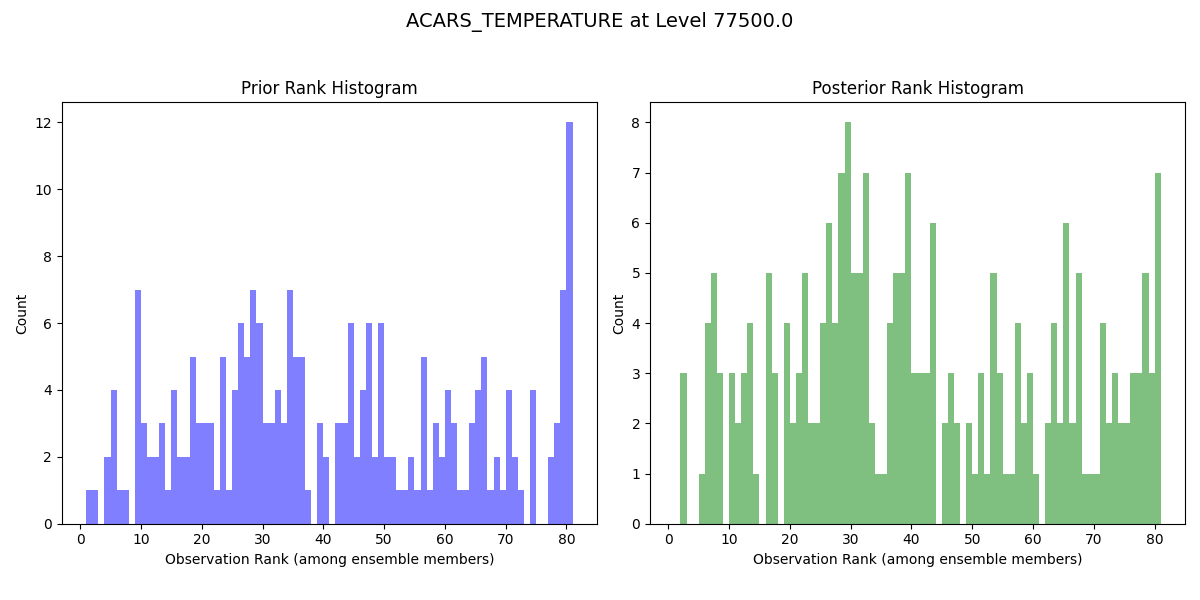 ACARS_TEMPERATURE at Level 77500.0
Prior Rank Histogram
Count
12
10
8
6
4
2
0
0 10 20 30 40 50 60 70 80
Observation Rank (among ensemble members)
Posterior Rank Histogram
Count
8
7
6
5
4
3
2
1
0
0 10 20 30 40 50 60 70 80
Observation Rank (among ensemble members)